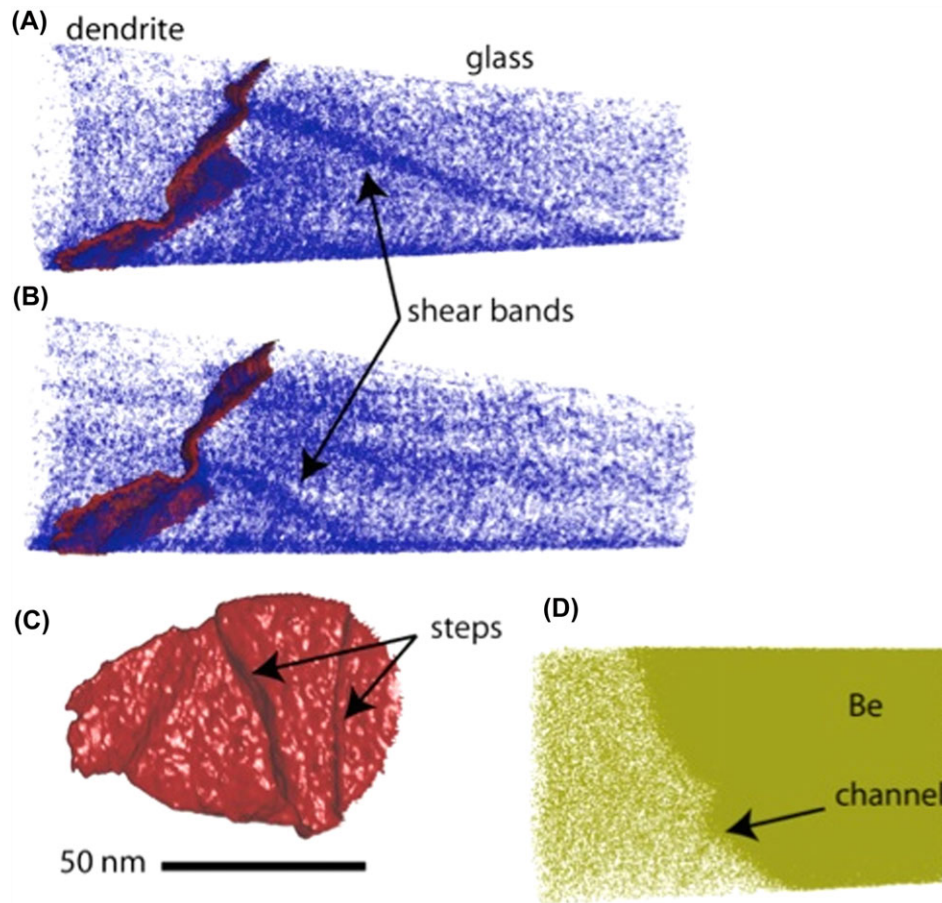 (A)
dendrite
glass
(B)
shear bands
(C)
steps
50 nm
(D)
Be
channel